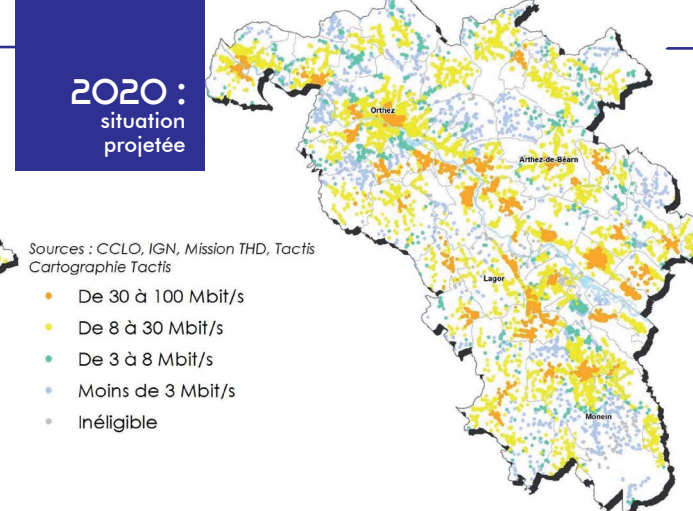 2020 :
situation
projetée
Orthez
Arthez-de-Béarn
Sources : CCLO, IGN, Mission THD, Tactis
Cartographie Tactis
De 30 à 100 Mbit/s
Lagor
De 8 à 30 Mbit/s
De 3 à 8 Mbit/s
Moins de 3 Mbit/s
Inéligible
Monein